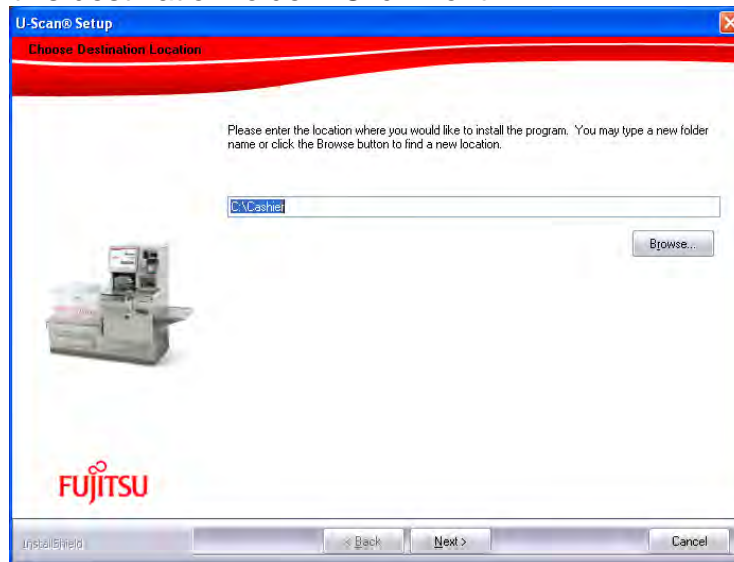 U-Scan® Setup
Choose Destination Location
Please enter the location where you would like to install the program. You may type a new folder
name or click the Browse button to find a new location.
C:\Cashier
Browse...
FUJITSU
InstallShield
< Back
Next >
Cancel